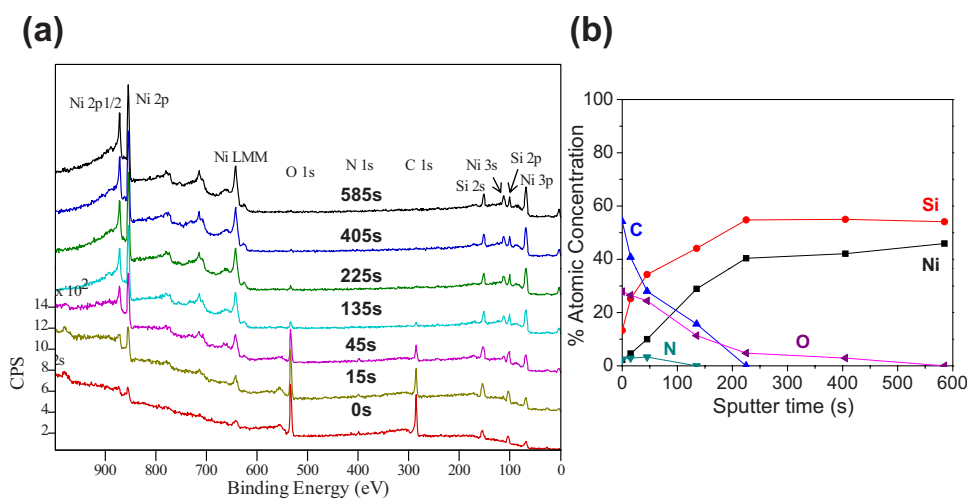 (a)
(b)
Ni 2p1/2
Ni 2p
Ni LMM
O 1s
N 1s
C 1s
Ni 3s
Si 2p
Si 2s
Ni 3p
585s
405s
225s
135s
45s
15s
0s
x 10
2
14
12
10
8
6
4
2
CPS
900
800
700
600
500
400
300
200
100
0
Binding Energy (eV)
100
80
60
40
20
0
% Atomic Concentration
C
Si
Ni
N
O
0
100
200
300
400
500
600
Sputter time (s)